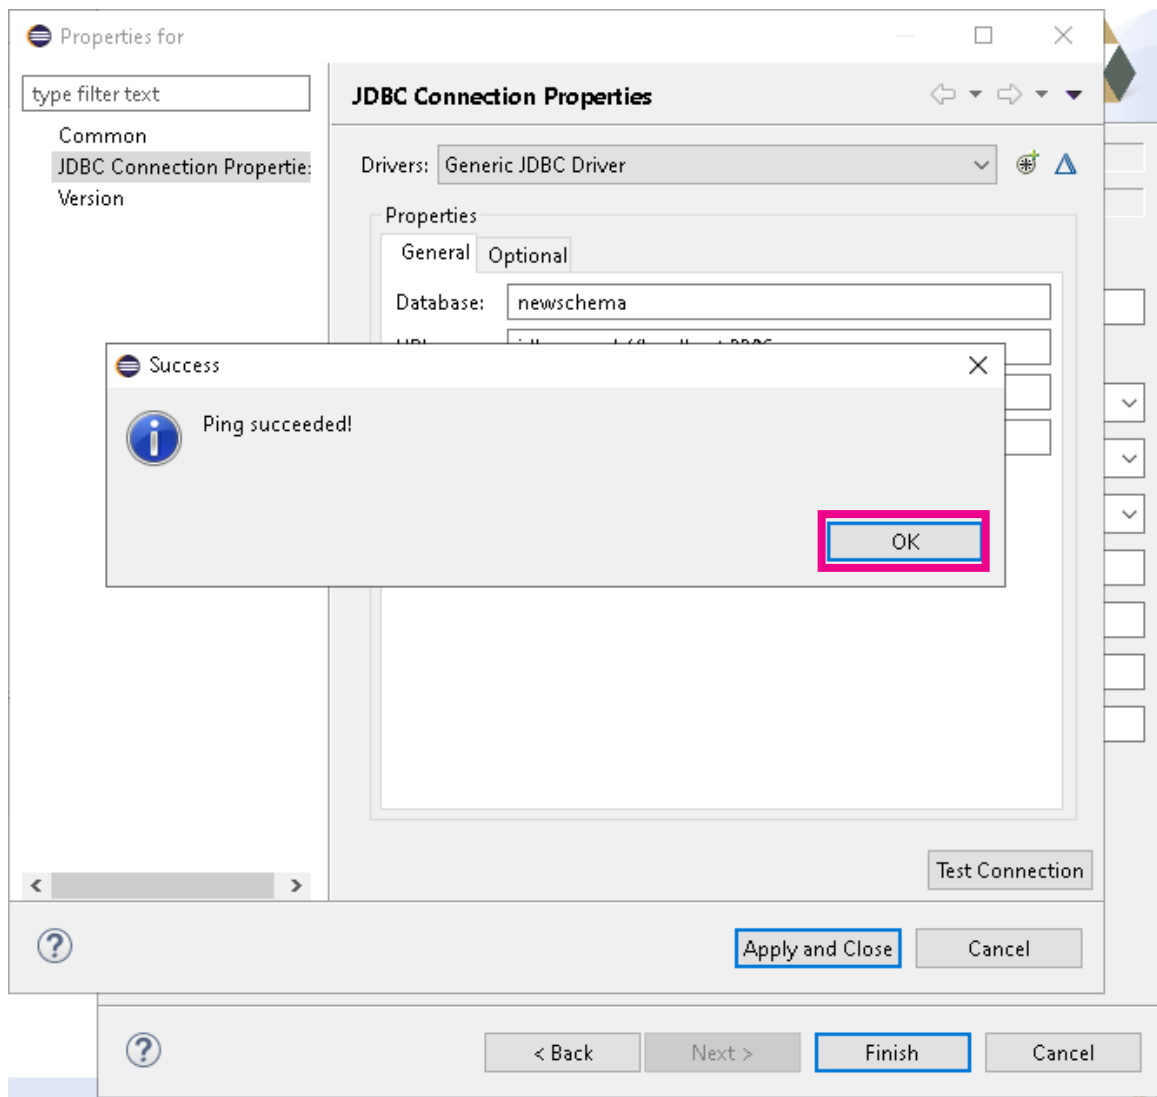 Properties for
type filter text
Common
JDBC Connection Propertie
Version
JDBC Connection Properties
Drivers: Generic JDBC Driver
Properties
General Optional
Database: newschema
Success
Ping succeeded!
OK
Test Connection
Apply and Close Cancel
< Back Next > Finish Cancel